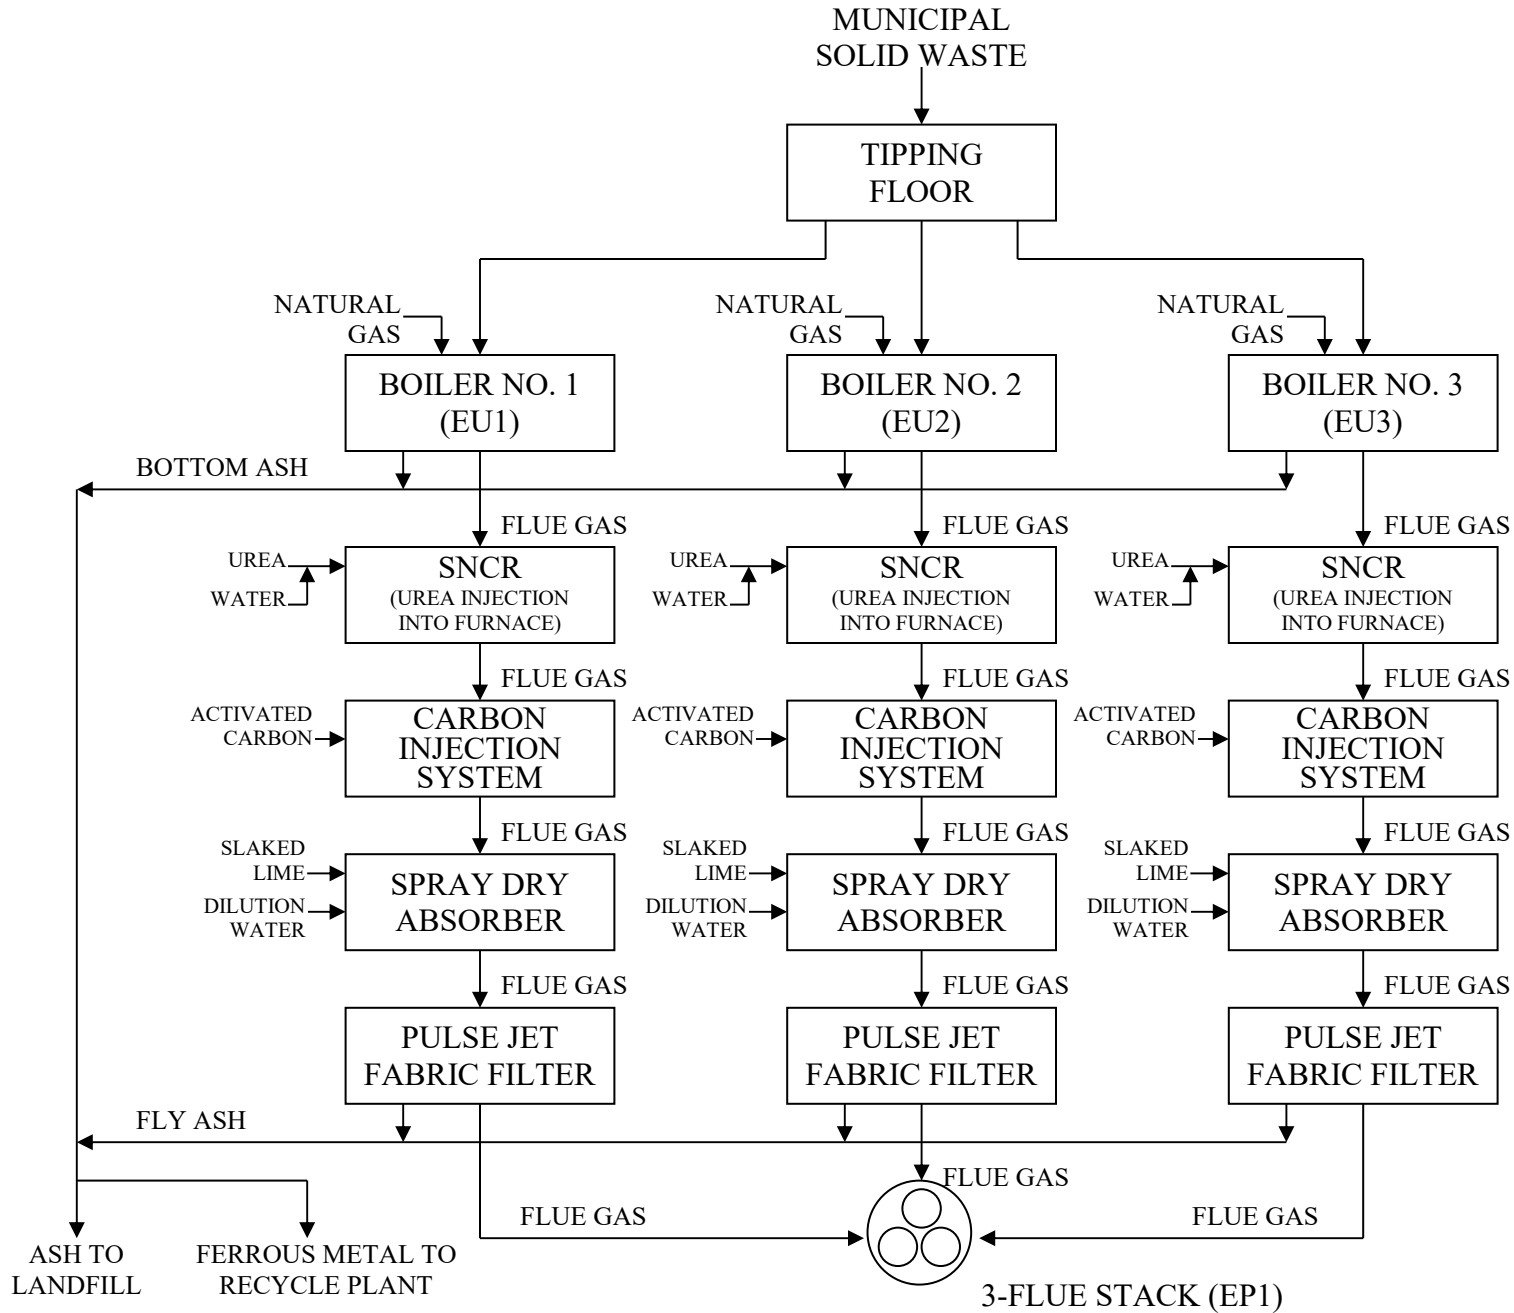 MUNICIPAL
SOLID WASTE
TIPPING
FLOOR
NATURAL
GAS
NATURAL
GAS
NATURAL
GAS
BOILER NO. 1
(EU1)
BOILER NO. 2
(EU2)
BOILER NO. 3
(EU3)
BOTTOM ASH
FLUE GAS
FLUE GAS
FLUE GAS
UREA
WATER
SNCR
(UREA INJECTION
INTO FURNACE)
UREA
WATER
SNCR
(UREA INJECTION
INTO FURNACE)
UREA
WATER
SNCR
(UREA INJECTION
INTO FURNACE)
FLUE GAS
FLUE GAS
FLUE GAS
ACTIVATED
CARBON
CARBON
INJECTION
SYSTEM
ACTIVATED
CARBON
CARBON
INJECTION
SYSTEM
ACTIVATED
CARBON
CARBON
INJECTION
SYSTEM
FLUE GAS
FLUE GAS
FLUE GAS
SLAKED
LIME
DILUTION
WATER
SPRAY DRY
ABSORBER
SLAKED
LIME
DILUTION
WATER
SPRAY DRY
ABSORBER
SLAKED
LIME
DILUTION
WATER
SPRAY DRY
ABSORBER
FLUE GAS
FLUE GAS
FLUE GAS
PULSE JET
FABRIC FILTER
PULSE JET
FABRIC FILTER
PULSE JET
FABRIC FILTER
FLY ASH
FLUE GAS
FLUE GAS
FLUE GAS
ASH TO
LANDFILL
FERROUS METAL TO
RECYCLE PLANT
3-FLUE STACK (EP1)